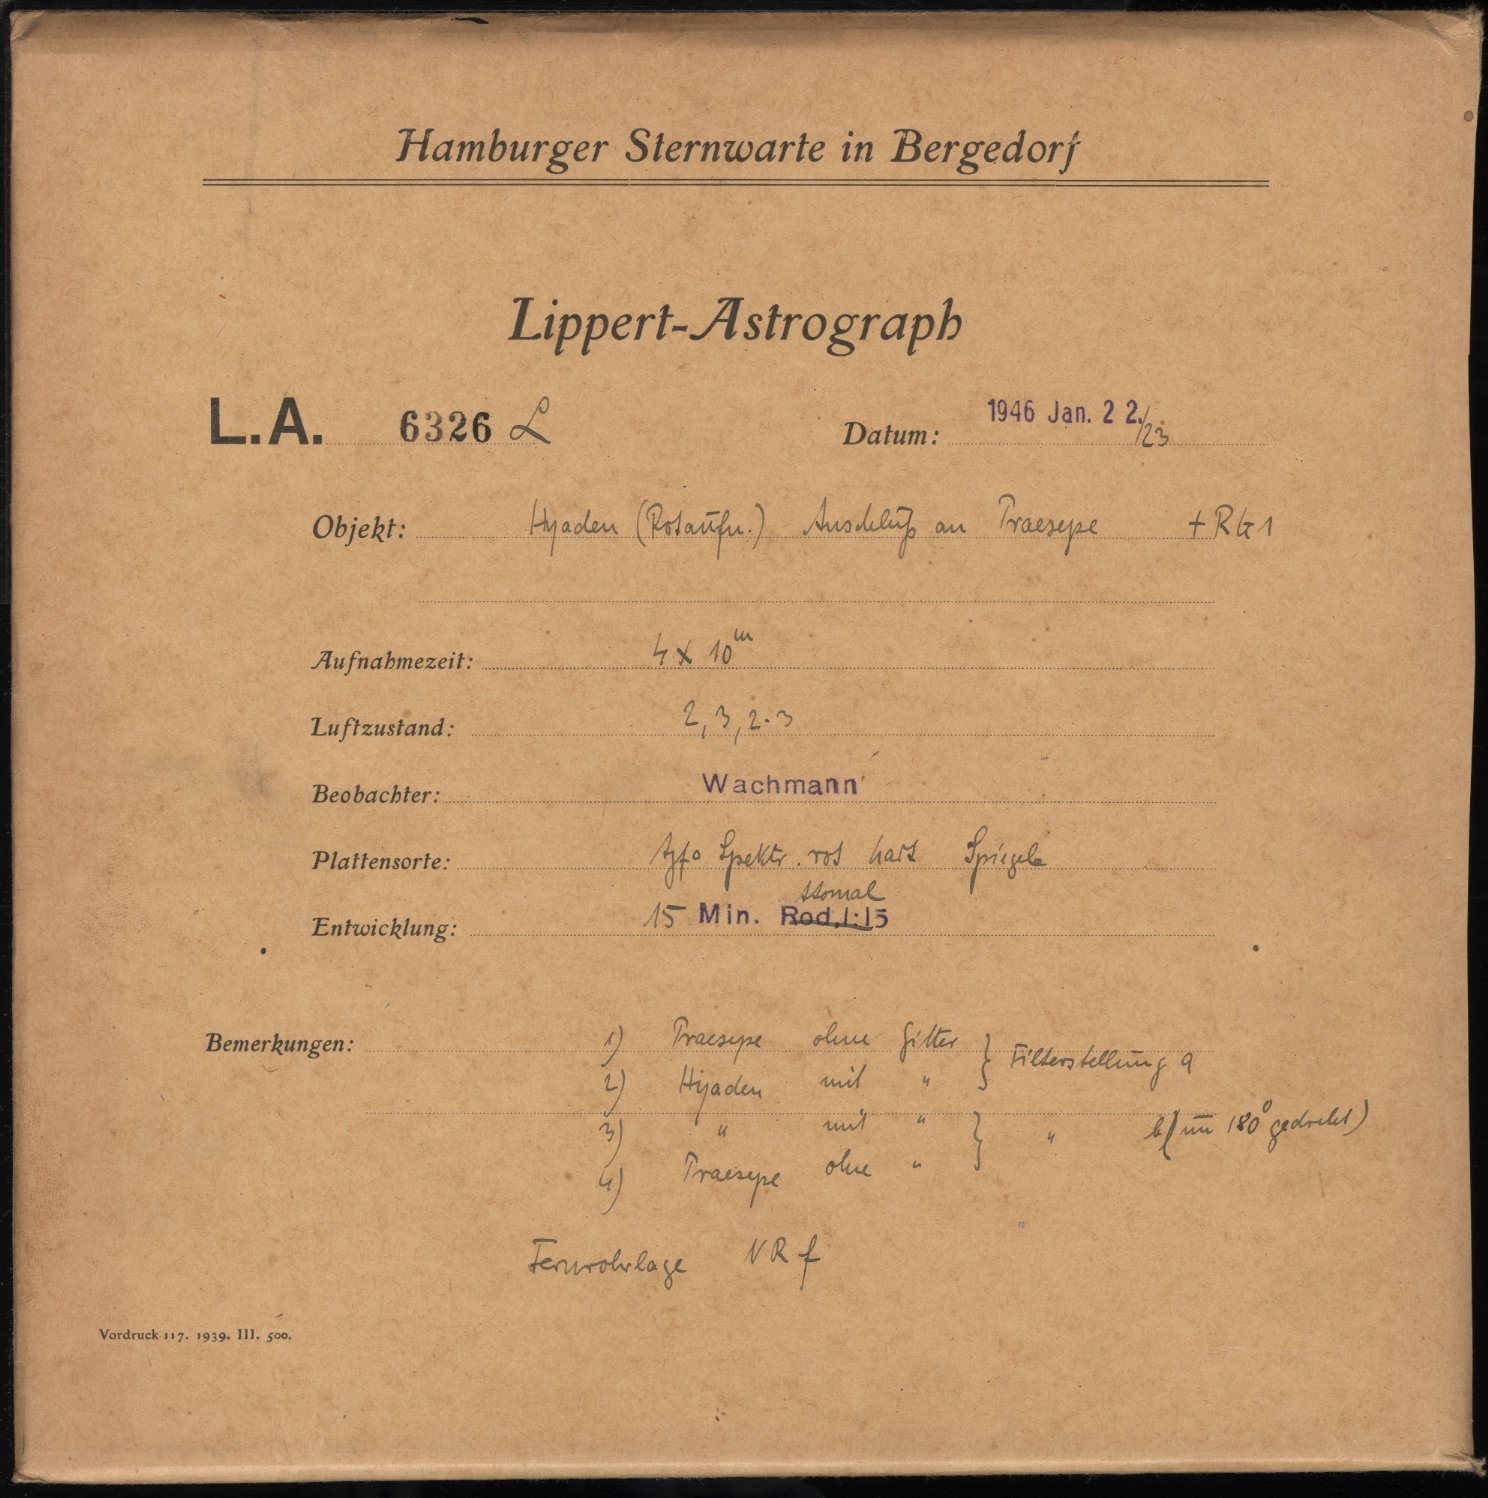 Hamburger Sternwarte in Bergedorf
Lippert-Astrograph
L.A. 6326 L Datum: 1946 Jan. 22./23
Objekt: Hyaden (Rotaufn.) Anschluß an Praesepe + RG 1
Aufnahmezeit: 4 x 10ᵐ
Luftzustand: 2, 3, 2-3
Beobachter: Wachmann
Plattensorte: Agfa Spektr. rot hart Spiegel
Entwicklung: 15 Min. Rod. 1:15
Bemerkungen: 1) Praesepe ohne Gitter } Filterstellung a
2) Hyaden mit "
3) " mit " } " b (um 180° gedreht)
4) Praesepe ohne "
Fernrohrlage VR f
Vordruck 117. 1939. III. 500.